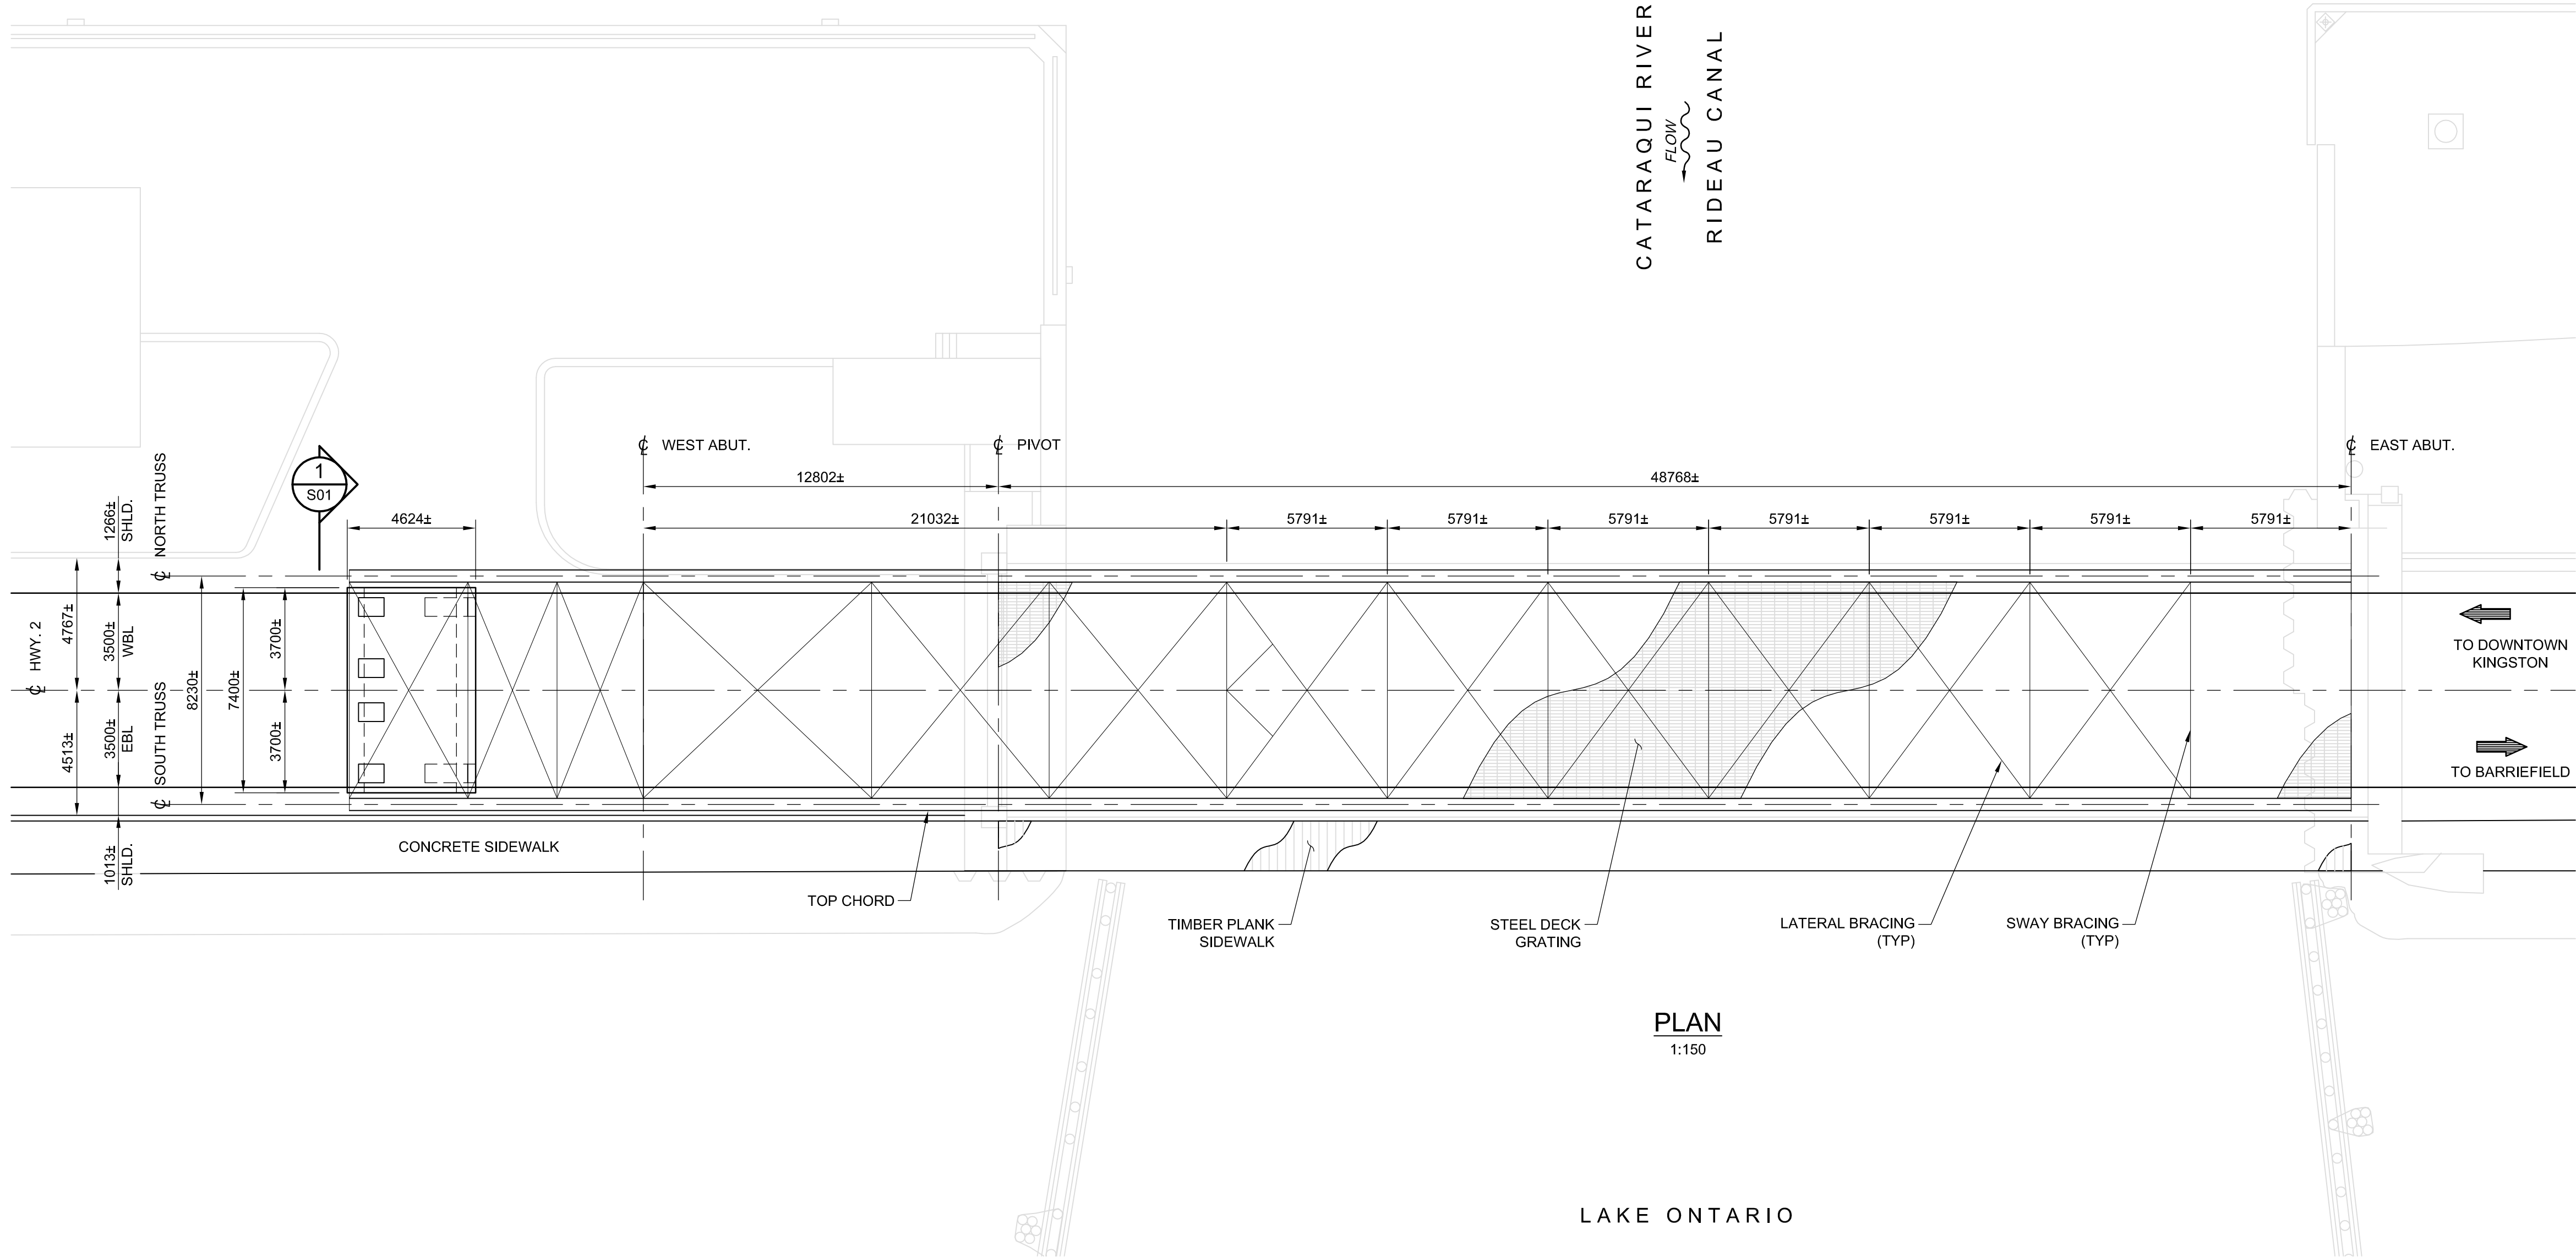 CATARAQUI RIVER
FLOW
RIDEAU CANAL
℄ WEST ABUT.
℄ PIVOT
℄ EAST ABUT.
12802±
48768±
1
S01
4624±
21032±
5791±
5791±
5791±
5791±
5791±
5791±
5791±
℄ HWY. 2
4767±
4513±
1266±
SHLD.
3500±
WBL
3500±
EBL
1013±
SHLD.
℄ NORTH TRUSS
℄ SOUTH TRUSS
8230±
7400±
3700±
3700±
TO DOWNTOWN
KINGSTON
TO BARRIEFIELD
CONCRETE SIDEWALK
TOP CHORD
TIMBER PLANK
SIDEWALK
STEEL DECK
GRATING
LATERAL BRACING
(TYP)
SWAY BRACING
(TYP)
PLAN
1:150
LAKE ONTARIO